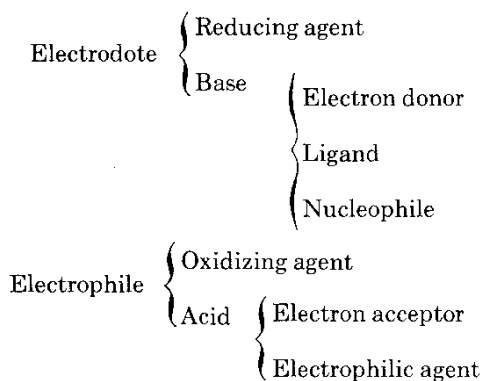 Reducing agent
Electrodote
Base
Electron donor
Ligand
Nucleophile
Oxidizing agent
Electrophile
Acid
Electron acceptor
Electrophilic agent